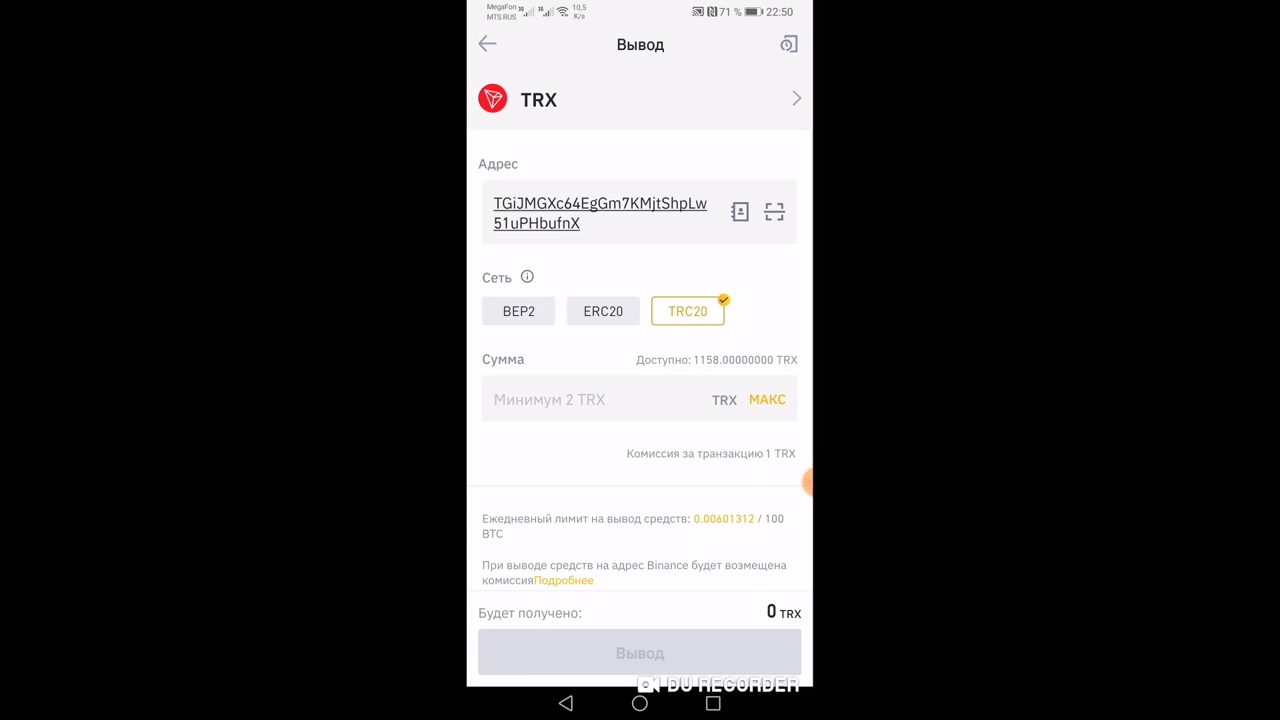 MegaFon
MTS RUS
3G
3G
10,5
K/s
71 %
22:50
Вывод
TRX
Адрес
TGiJMGXc64EgGm7KMjtShpLw
51uPHbufnX
Сеть
BEP2 ERC20 TRC20
Сумма Доступно: 1158.00000000 TRX
Минимум 2 TRX TRX МАКС
Комиссия за транзакцию 1 TRX
Ежедневный лимит на вывод средств: 0.00601312 / 100
BTC
При выводе средств на адрес Binance будет возмещена
комиссияПодробнее
Будет получено: 0 TRX
Вывод
DU RECORDER